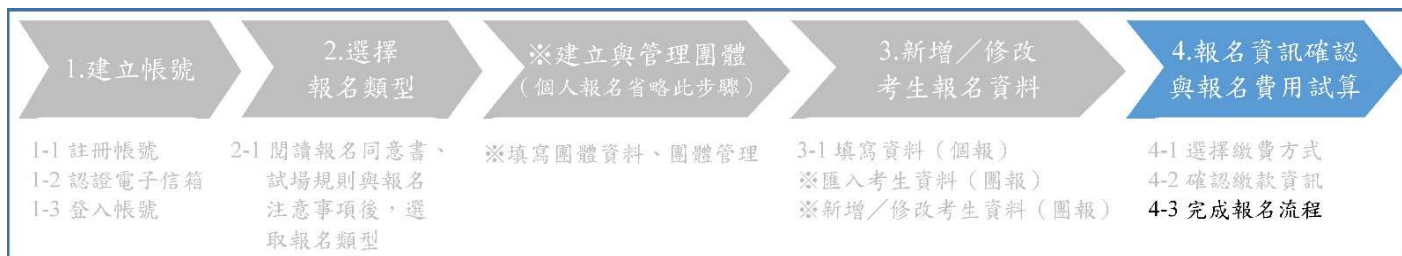 1.建立帳號
2.選擇
報名類型
※建立與管理團體
（個人報名省略此步驟）
3.新增／修改
考生報名資料
4.報名資訊確認
與報名費用試算
1-1 註冊帳號
1-2 認證電子信箱
1-3 登入帳號
2-1 閱讀報名同意書、
試場規則與報名
注意事項後，選
取報名類型
※填寫團體資料、團體管理
3-1 填寫資料（個報）
※匯入考生資料（團報）
※新增／修改考生資料（團報）
4-1 選擇繳費方式
4-2 確認繳款資訊
4-3 完成報名流程